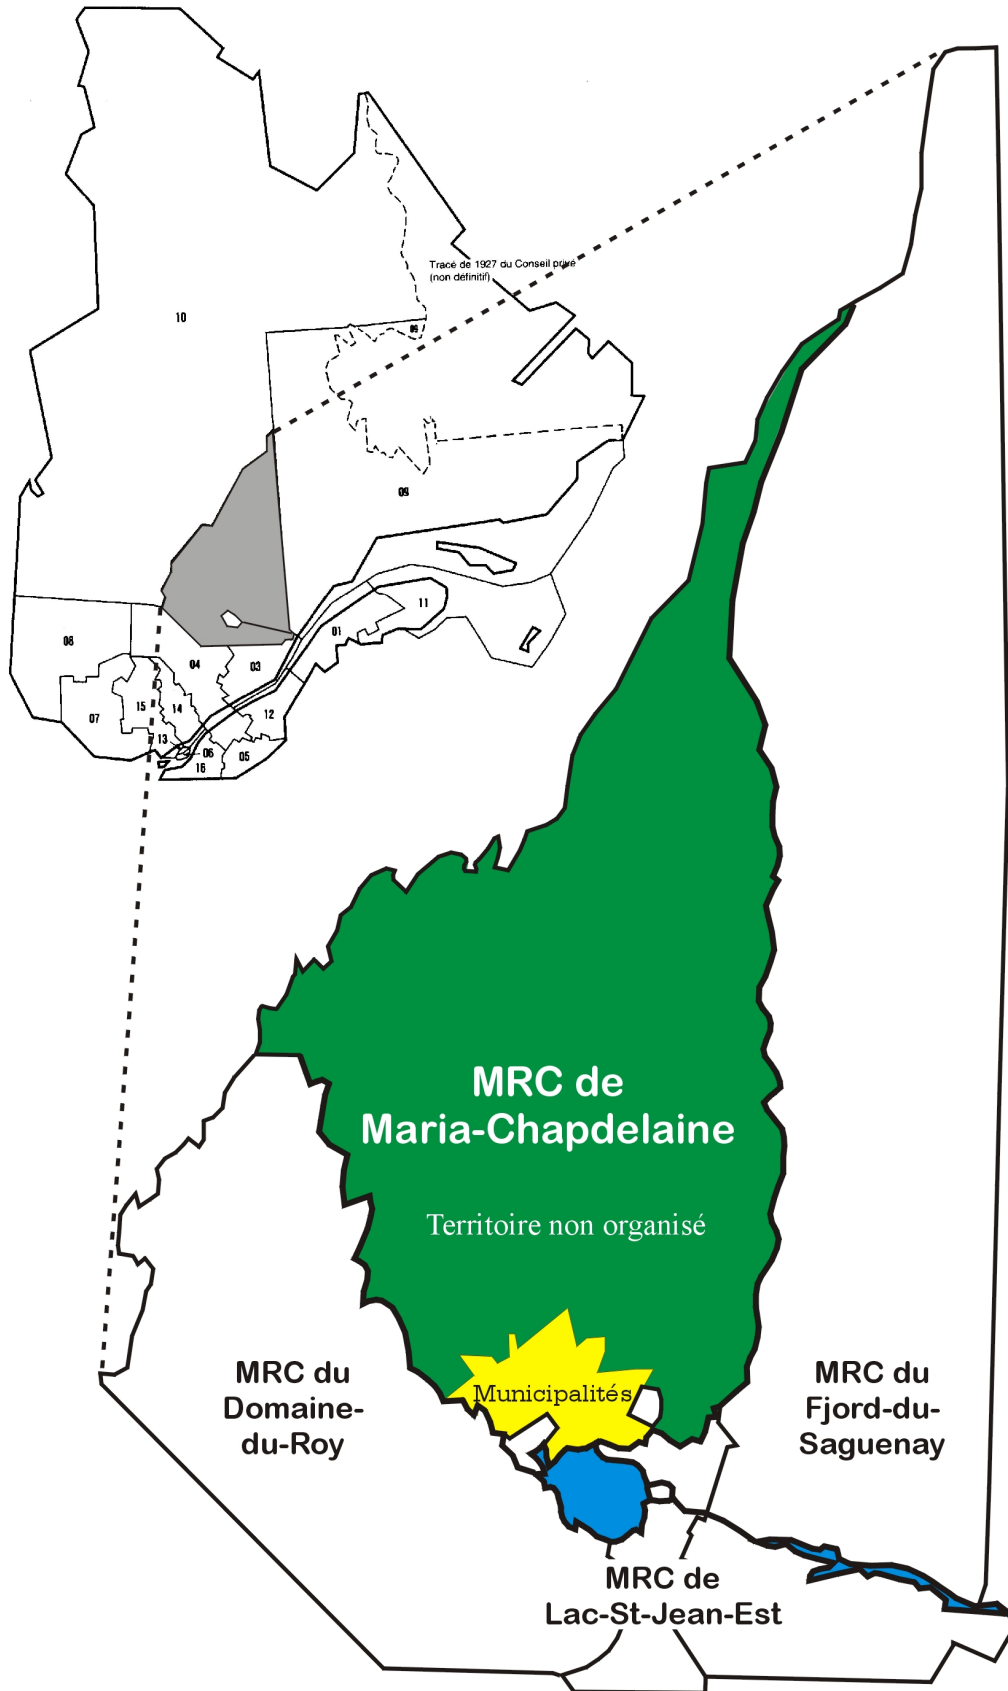 Tracé de 1927 du Conseil privé
(non définitif)
10
09
09
11
01
08
04
03
07
15
14
12
13
06
05
16
MRC de
Maria-Chapdelaine
Territoire non organisé
Municipalités
MRC du
Domaine-
du-Roy
MRC du
Fjord-du-
Saguenay
MRC de
Lac-St-Jean-Est